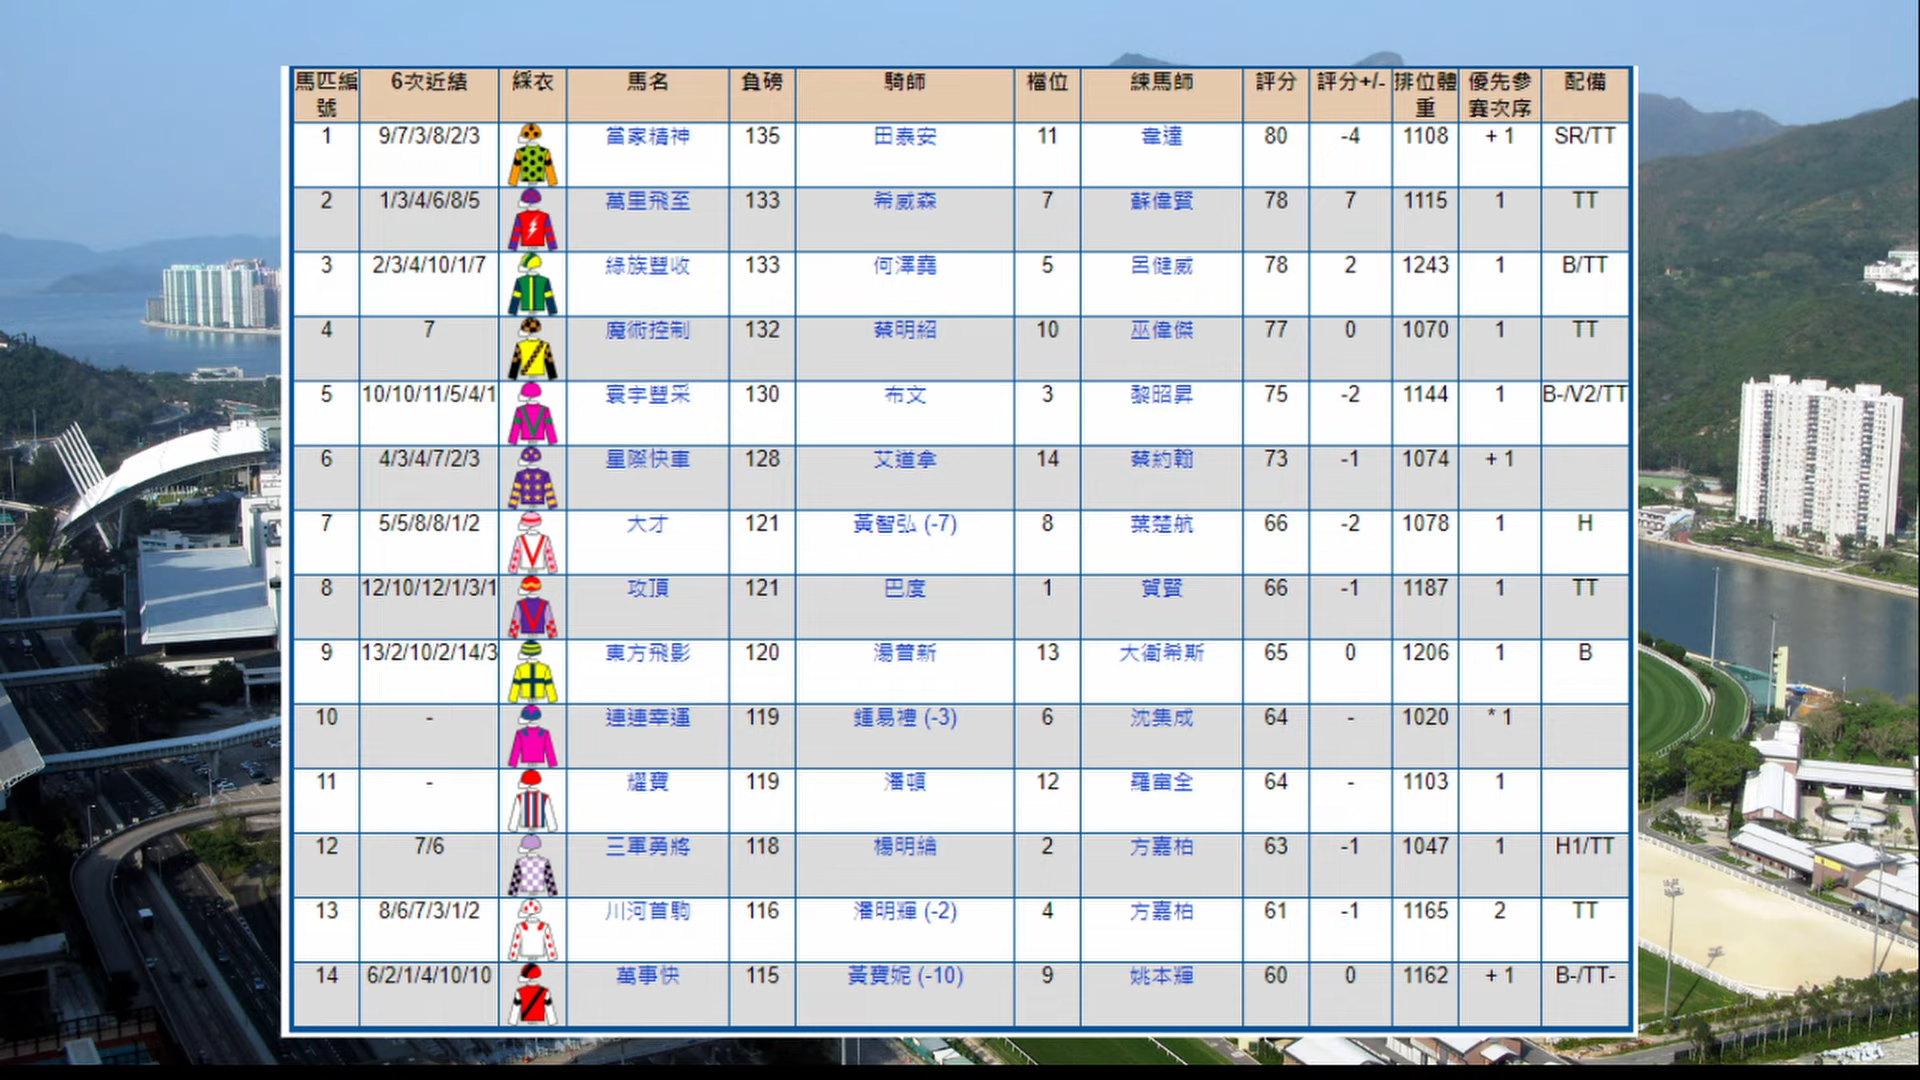 馬匹編號 6次近績 綵衣 馬名 負磅 騎師 檔位 練馬師 評分 評分+/- 排位體重 優先參賽次序 配備
1 9/7/3/8/2/3 當家精神 135 田泰安 11 韋達 80 -4 1108 + 1 SR/TT
2 1/3/4/6/8/5 萬里飛至 133 希威森 7 蘇偉賢 78 7 1115 1 TT
3 2/3/4/10/1/7 綠族豐收 133 何澤堯 5 呂健威 78 2 1243 1 B/TT
4 7 魔術控制 132 蔡明紹 10 巫偉傑 77 0 1070 1 TT
5 10/10/11/5/4/1 寰宇豐采 130 布文 3 黎昭昇 75 -2 1144 1 B-/V2/TT
6 4/3/4/7/2/3 星際快車 128 艾道拿 14 蔡約翰 73 -1 1074 + 1
7 5/5/8/8/1/2 大才 121 黃智弘 (-7) 8 葉楚航 66 -2 1078 1 H
8 12/10/12/1/3/1 攻頂 121 巴度 1 賀賢 66 -1 1187 1 TT
9 13/2/10/2/14/3 東方飛影 120 湯普新 13 大衛希斯 65 0 1206 1 B
10 - 連連幸運 119 鍾易禮 (-3) 6 沈集成 64 - 1020 * 1
11 - 耀寶 119 潘頓 12 羅富全 64 - 1103 1
12 7/6 三軍勇將 118 楊明綸 2 方嘉柏 63 -1 1047 1 H1/TT
13 8/6/7/3/1/2 川河首駒 116 潘明輝 (-2) 4 方嘉柏 61 -1 1165 2 TT
14 6/2/1/4/10/10 萬事快 115 黃寶妮 (-10) 9 姚本輝 60 0 1162 + 1 B-/TT-